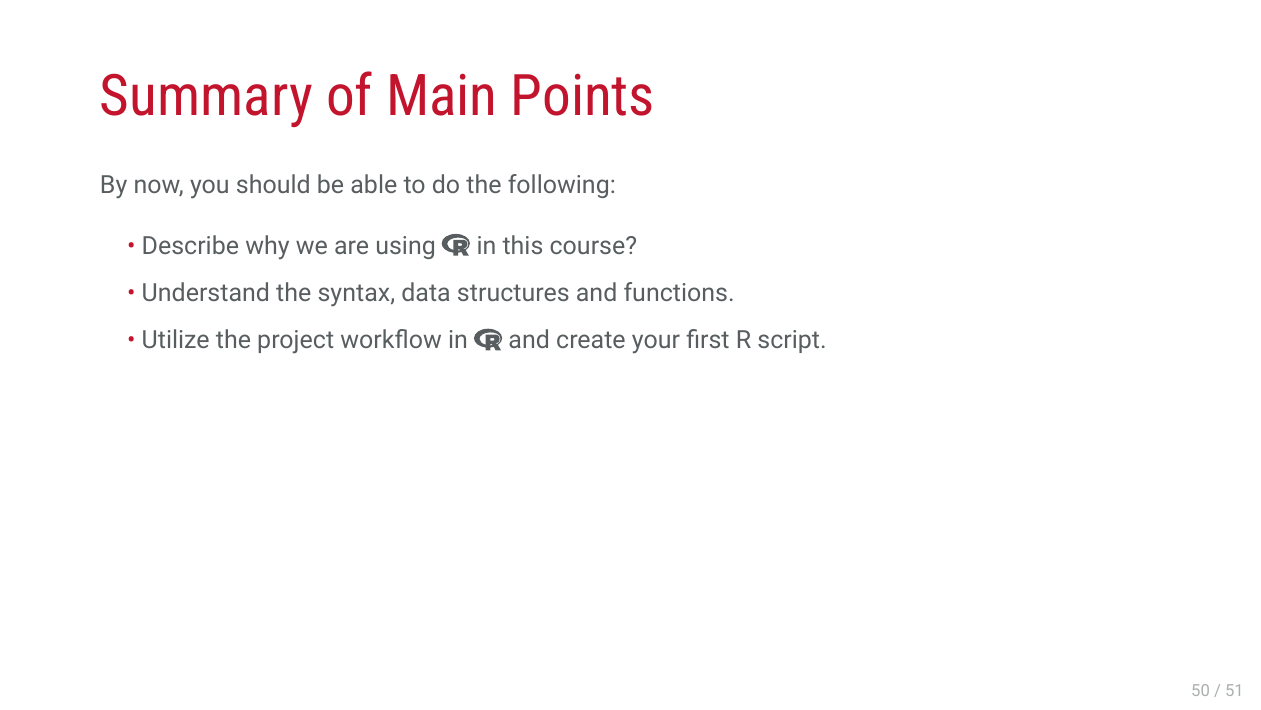 Summary of Main Points
By now, you should be able to do the following:
• Describe why we are using R in this course?
• Understand the syntax, data structures and functions.
• Utilize the project workflow in R and create your first R script.
50 / 51